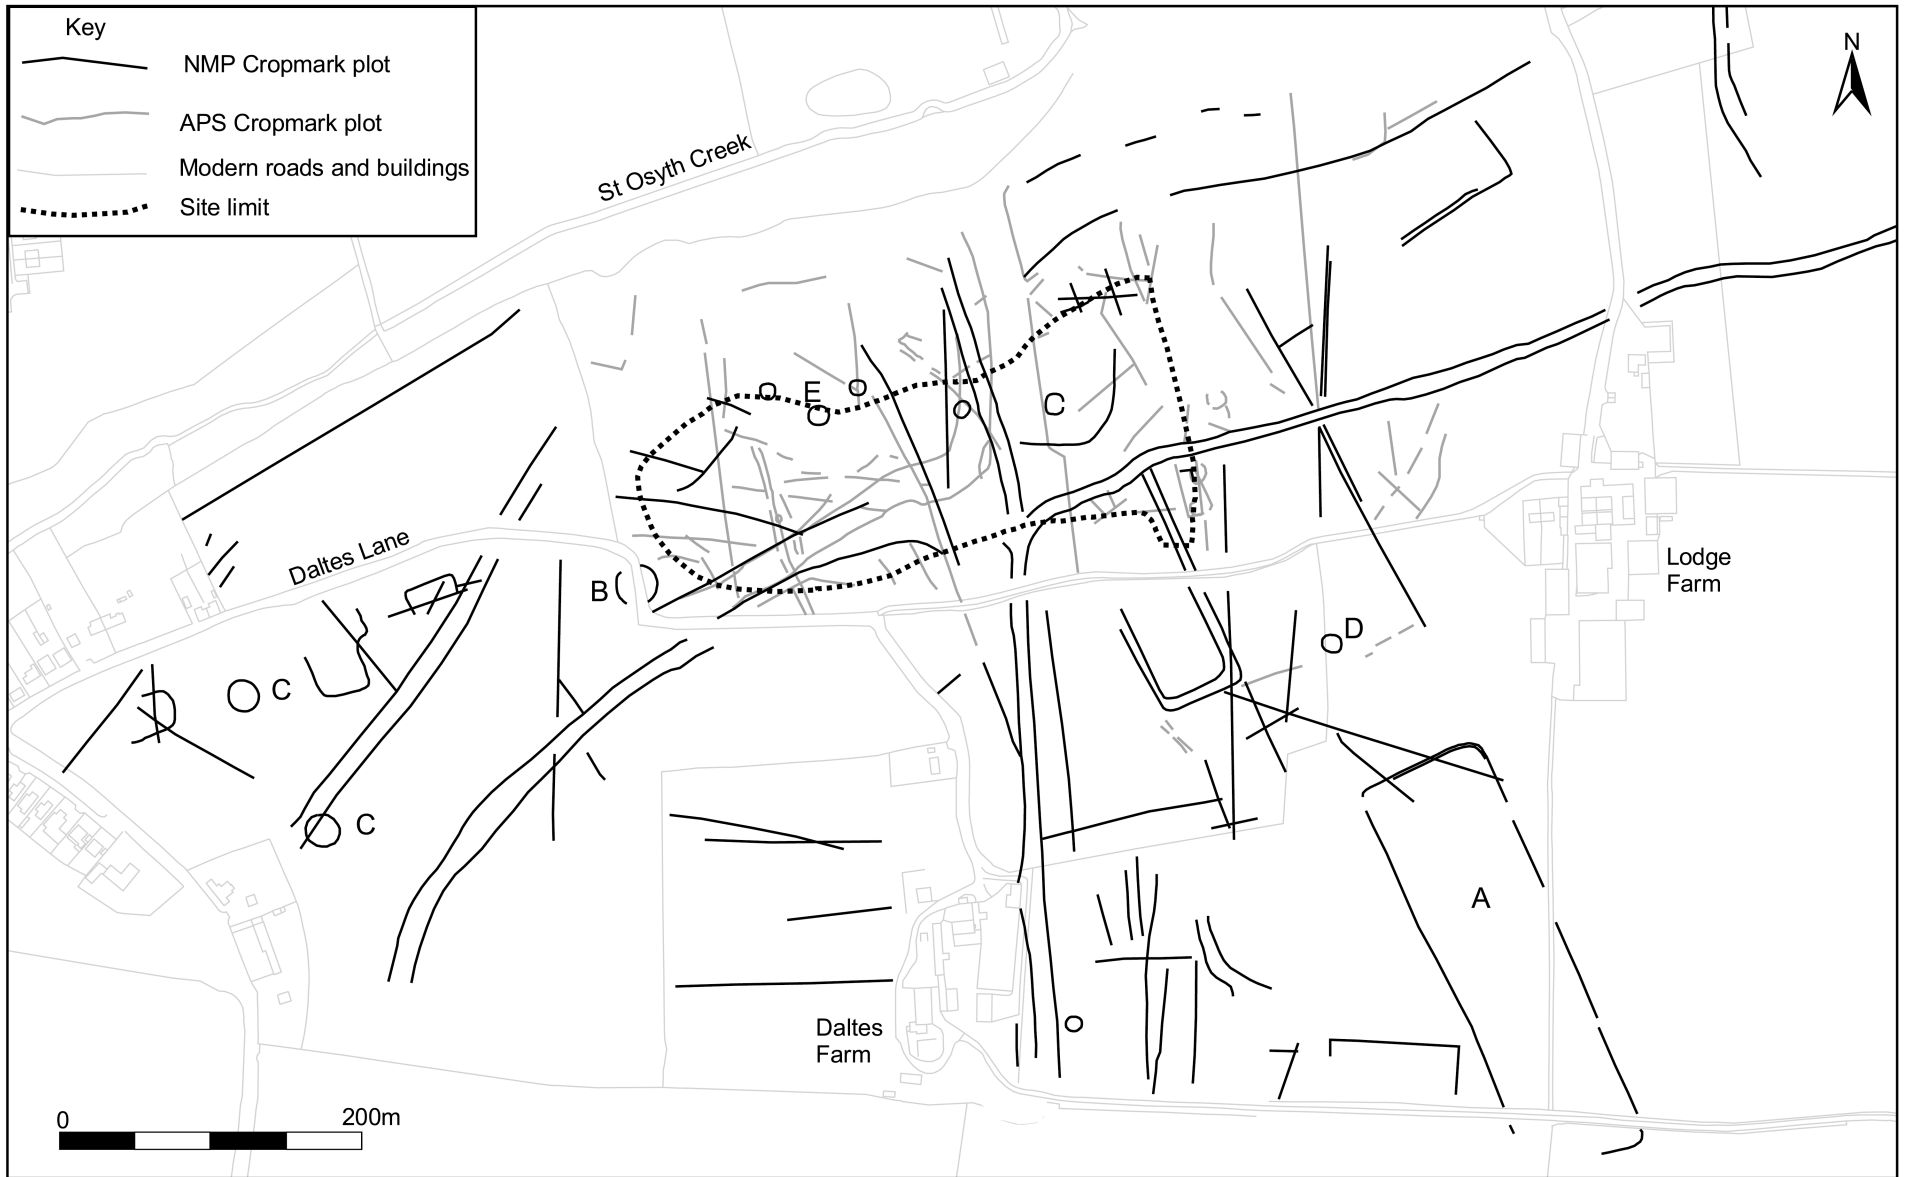 Key
NMP Cropmark plot
APS Cropmark plot
Modern roads and buildings
Site limit
N
St Osyth Creek
E
C
Daltes Lane
B
Lodge
Farm
D
C
C
A
Daltes
Farm
0
200m